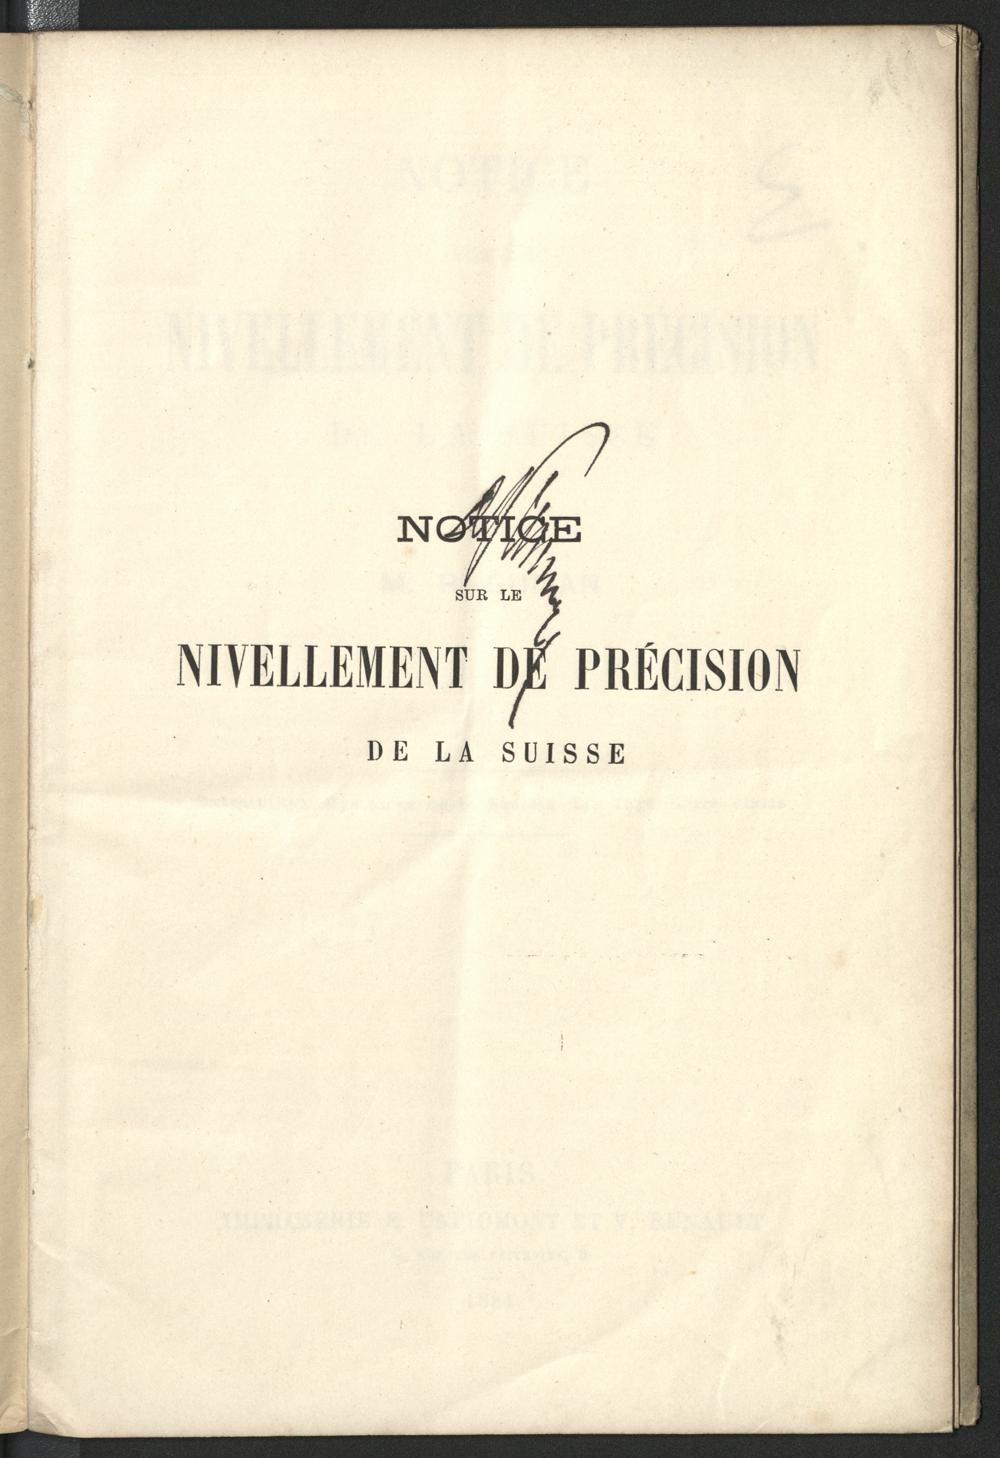 NOTICE
SUR LE
NIVELLEMENT DE PRÉCISION
DE LA SUISSE